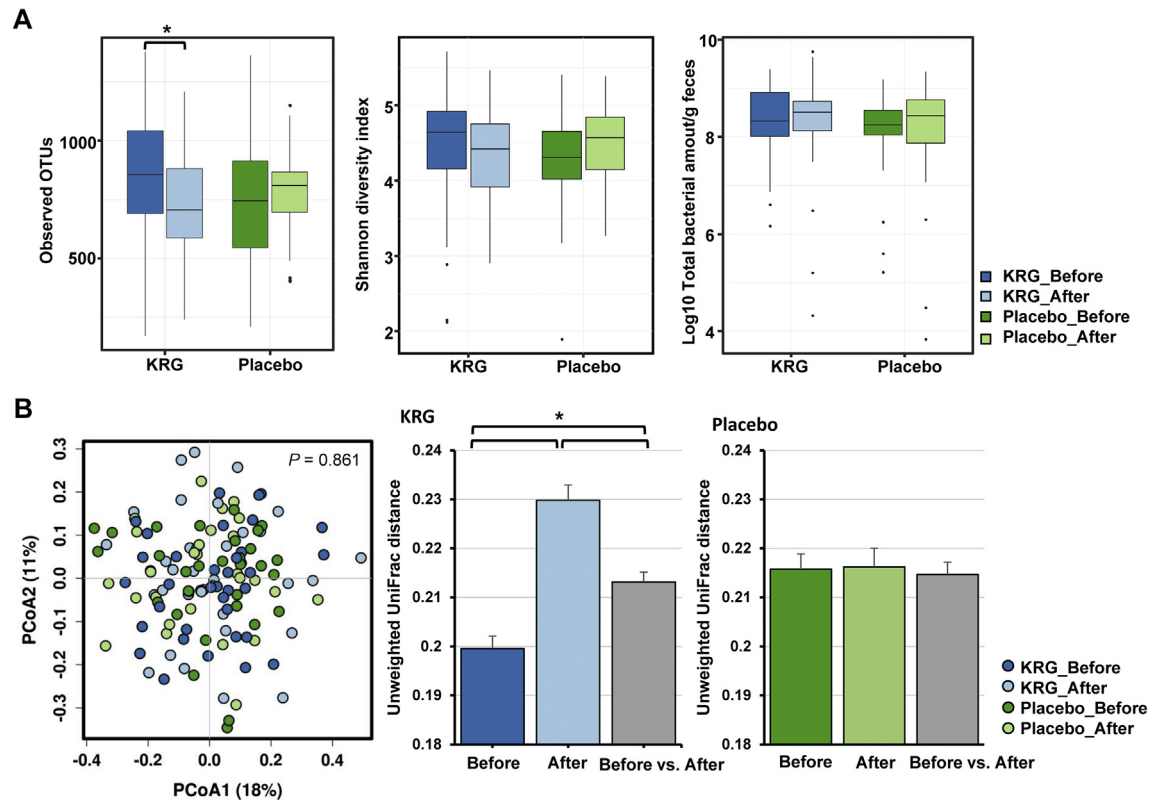 A
*
Observed OTUs
1000
500
KRG
Placebo
Shannon diversity index
5
4
3
2
KRG
Placebo
Log10 Total bacterial amout/g feces
10
8
6
4
KRG
Placebo
KRG_Before
KRG_After
Placebo_Before
Placebo_After
B
PCoA2 (11%)
0.3
0.2
0.1
0.0
-0.1
-0.2
-0.3
P = 0.861
-0.4
-0.2
0.0
0.2
0.4
PCoA1 (18%)
KRG
*
Unweighted UniFrac distance
0.24
0.23
0.22
0.21
0.2
0.19
0.18
Before
After
Before vs. After
Placebo
Unweighted UniFrac distance
0.24
0.23
0.22
0.21
0.2
0.19
0.18
Before
After
Before vs. After
KRG_Before
KRG_After
Placebo_Before
Placebo_After